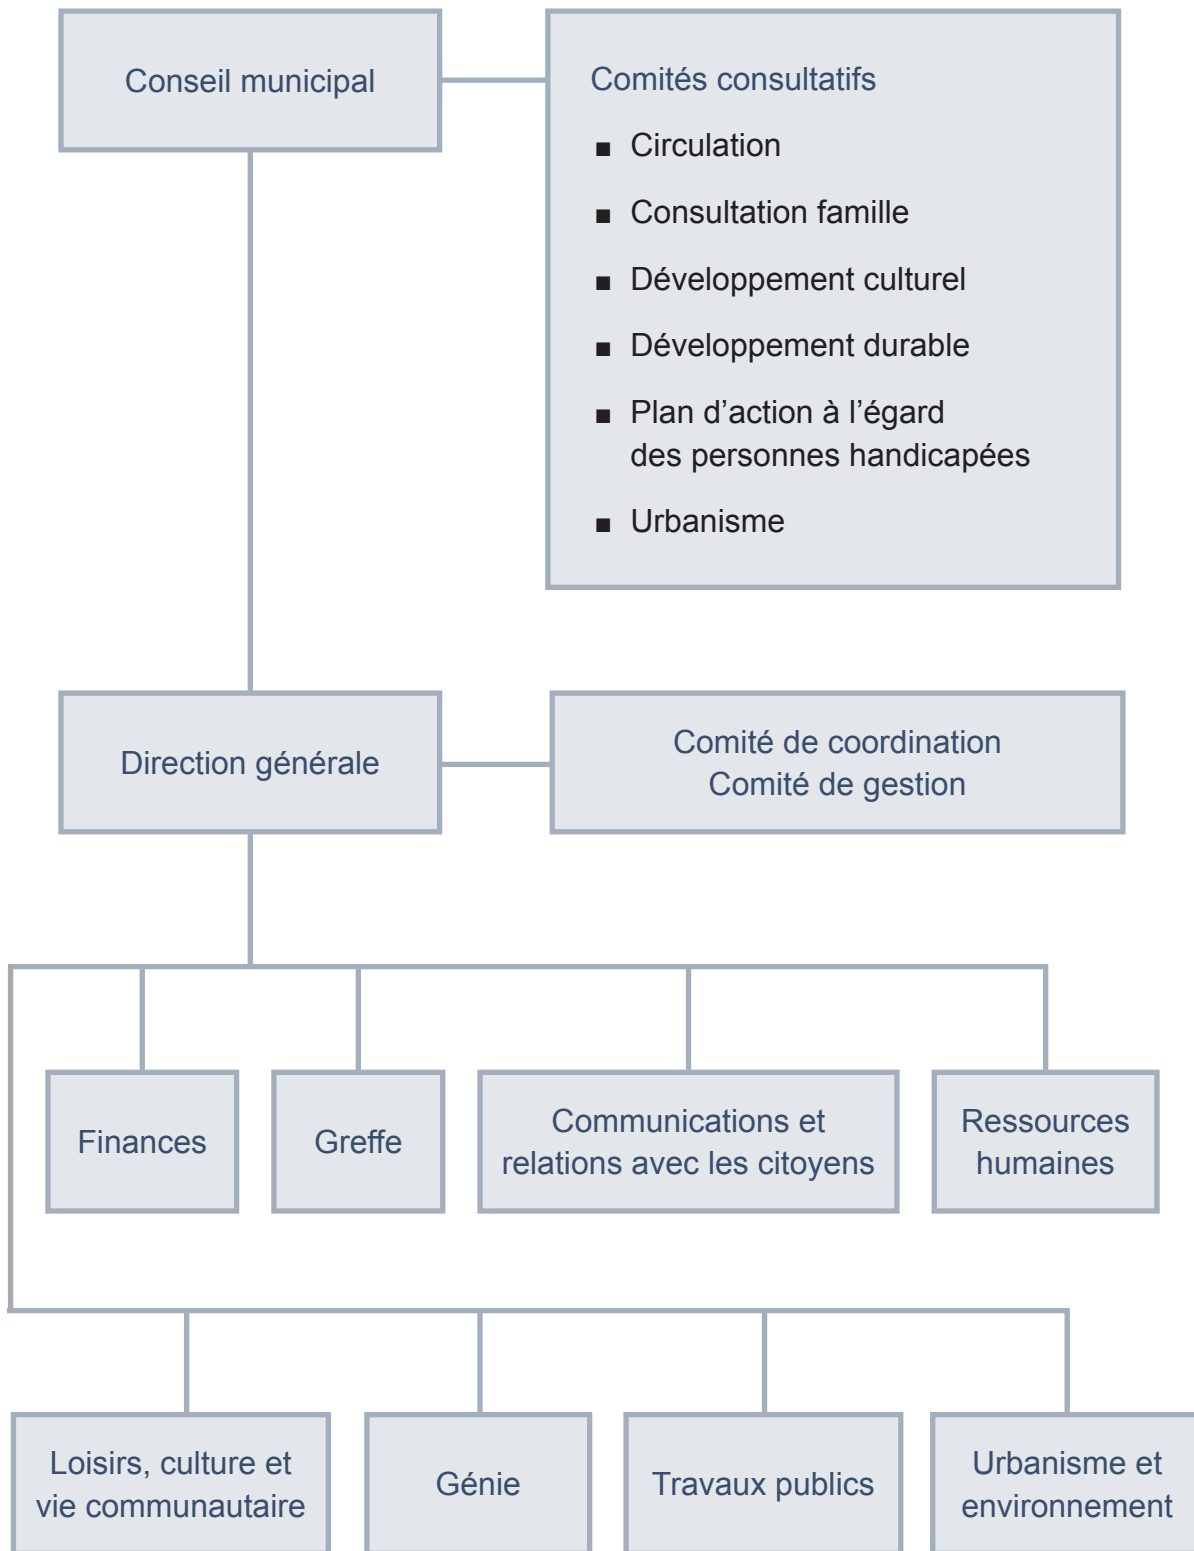 Conseil municipal
Comités consultatifs
▪ Circulation
▪ Consultation famille
▪ Développement culturel
▪ Développement durable
▪ Plan d’action à l’égard
des personnes handicapées
▪ Urbanisme
Direction générale
Comité de coordination
Comité de gestion
Finances
Greffe
Communications et
relations avec les citoyens
Ressources
humaines
Loisirs, culture et
vie communautaire
Génie
Travaux publics
Urbanisme et
environnement